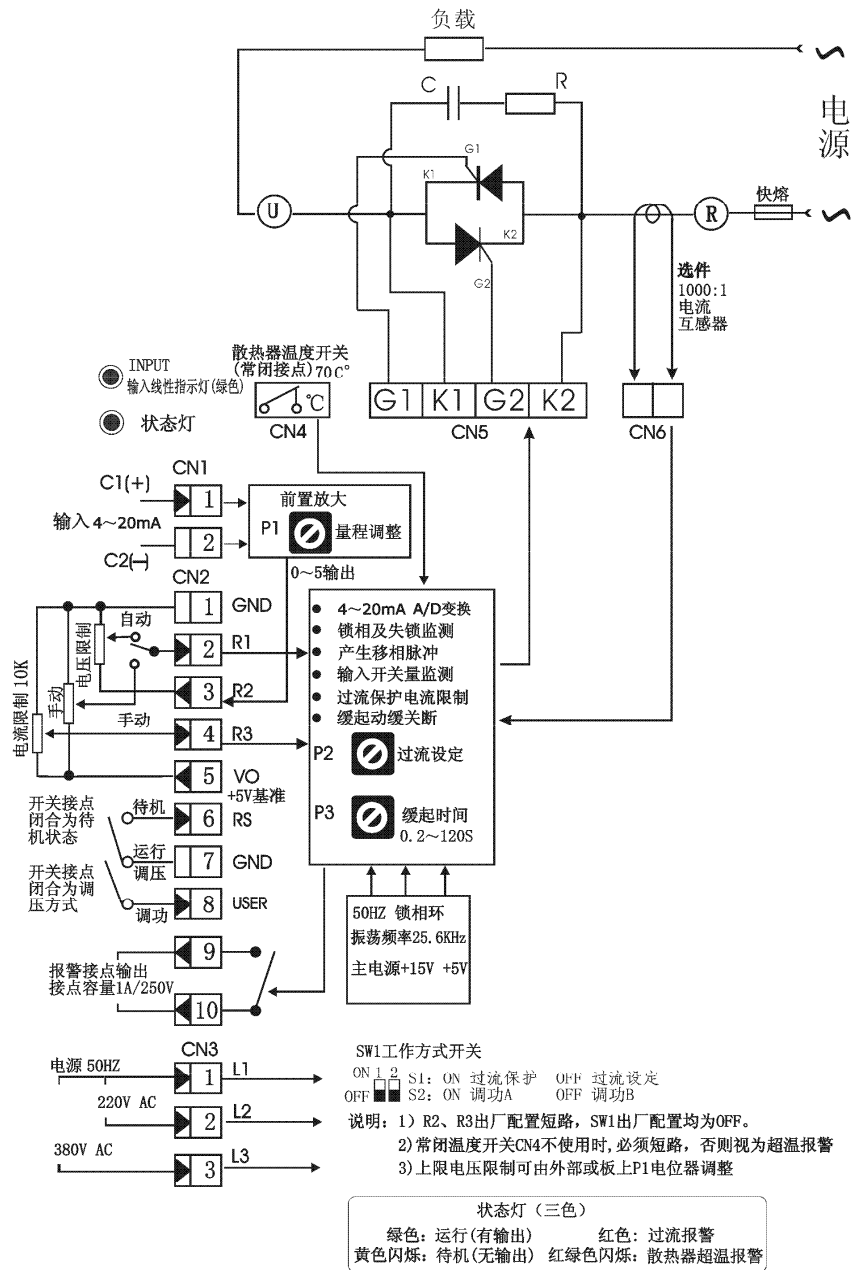 负载
C
R
电源
G1
K1
K2
G2
U
R
快熔
选件
1000:1
电流
互感器
INPUT
输入线性指示灯(绿色)
状态灯
散热器温度开关
(常闭接点)70C°
℃
CN4
G1 K1 G2 K2
CN5
CN6
CN1
C1(+)
1
输入 4～20mA
2
C2(—)
前置放大
P1
量程调整
0～5输出
CN2
1 GND
自动
2 R1
电压限制
3 R2
手动
手动
4 R3
电流限制 10K
5 VO
+5V基准
开关接点
闭合为待
机状态
待机
6 RS
运行
调压
7 GND
开关接点
闭合为调
压方式
调功
8 USER
9
报警接点输出
接点容量1A/250V
10
4～20mA A/D变换
锁相及失锁监测
产生移相脉冲
输入开关量监测
过流保护电流限制
缓起动缓关断
P2
过流设定
P3
缓起时间
0.2～120S
50HZ 锁相环
振荡频率25.6KHz
主电源+15V +5V
CN3
电源 50HZ
1 L1
220V AC
2 L2
380V AC
3 L3
SW1工作方式开关
ON 1 2
OFF
S1: ON 过流保护 OFF 过流设定
S2: ON 调功A OFF 调功B
说明: 1) R2、R3出厂配置短路，SW1出厂配置均为OFF。
2)常闭温度开关CN4不使用时,必须短路，否则视为超温报警
3)上限电压限制可由外部或板上P1电位器调整
状态灯（三色）
绿色: 运行(有输出) 红色: 过流报警
黄色闪烁: 待机(无输出) 红绿色闪烁: 散热器超温报警